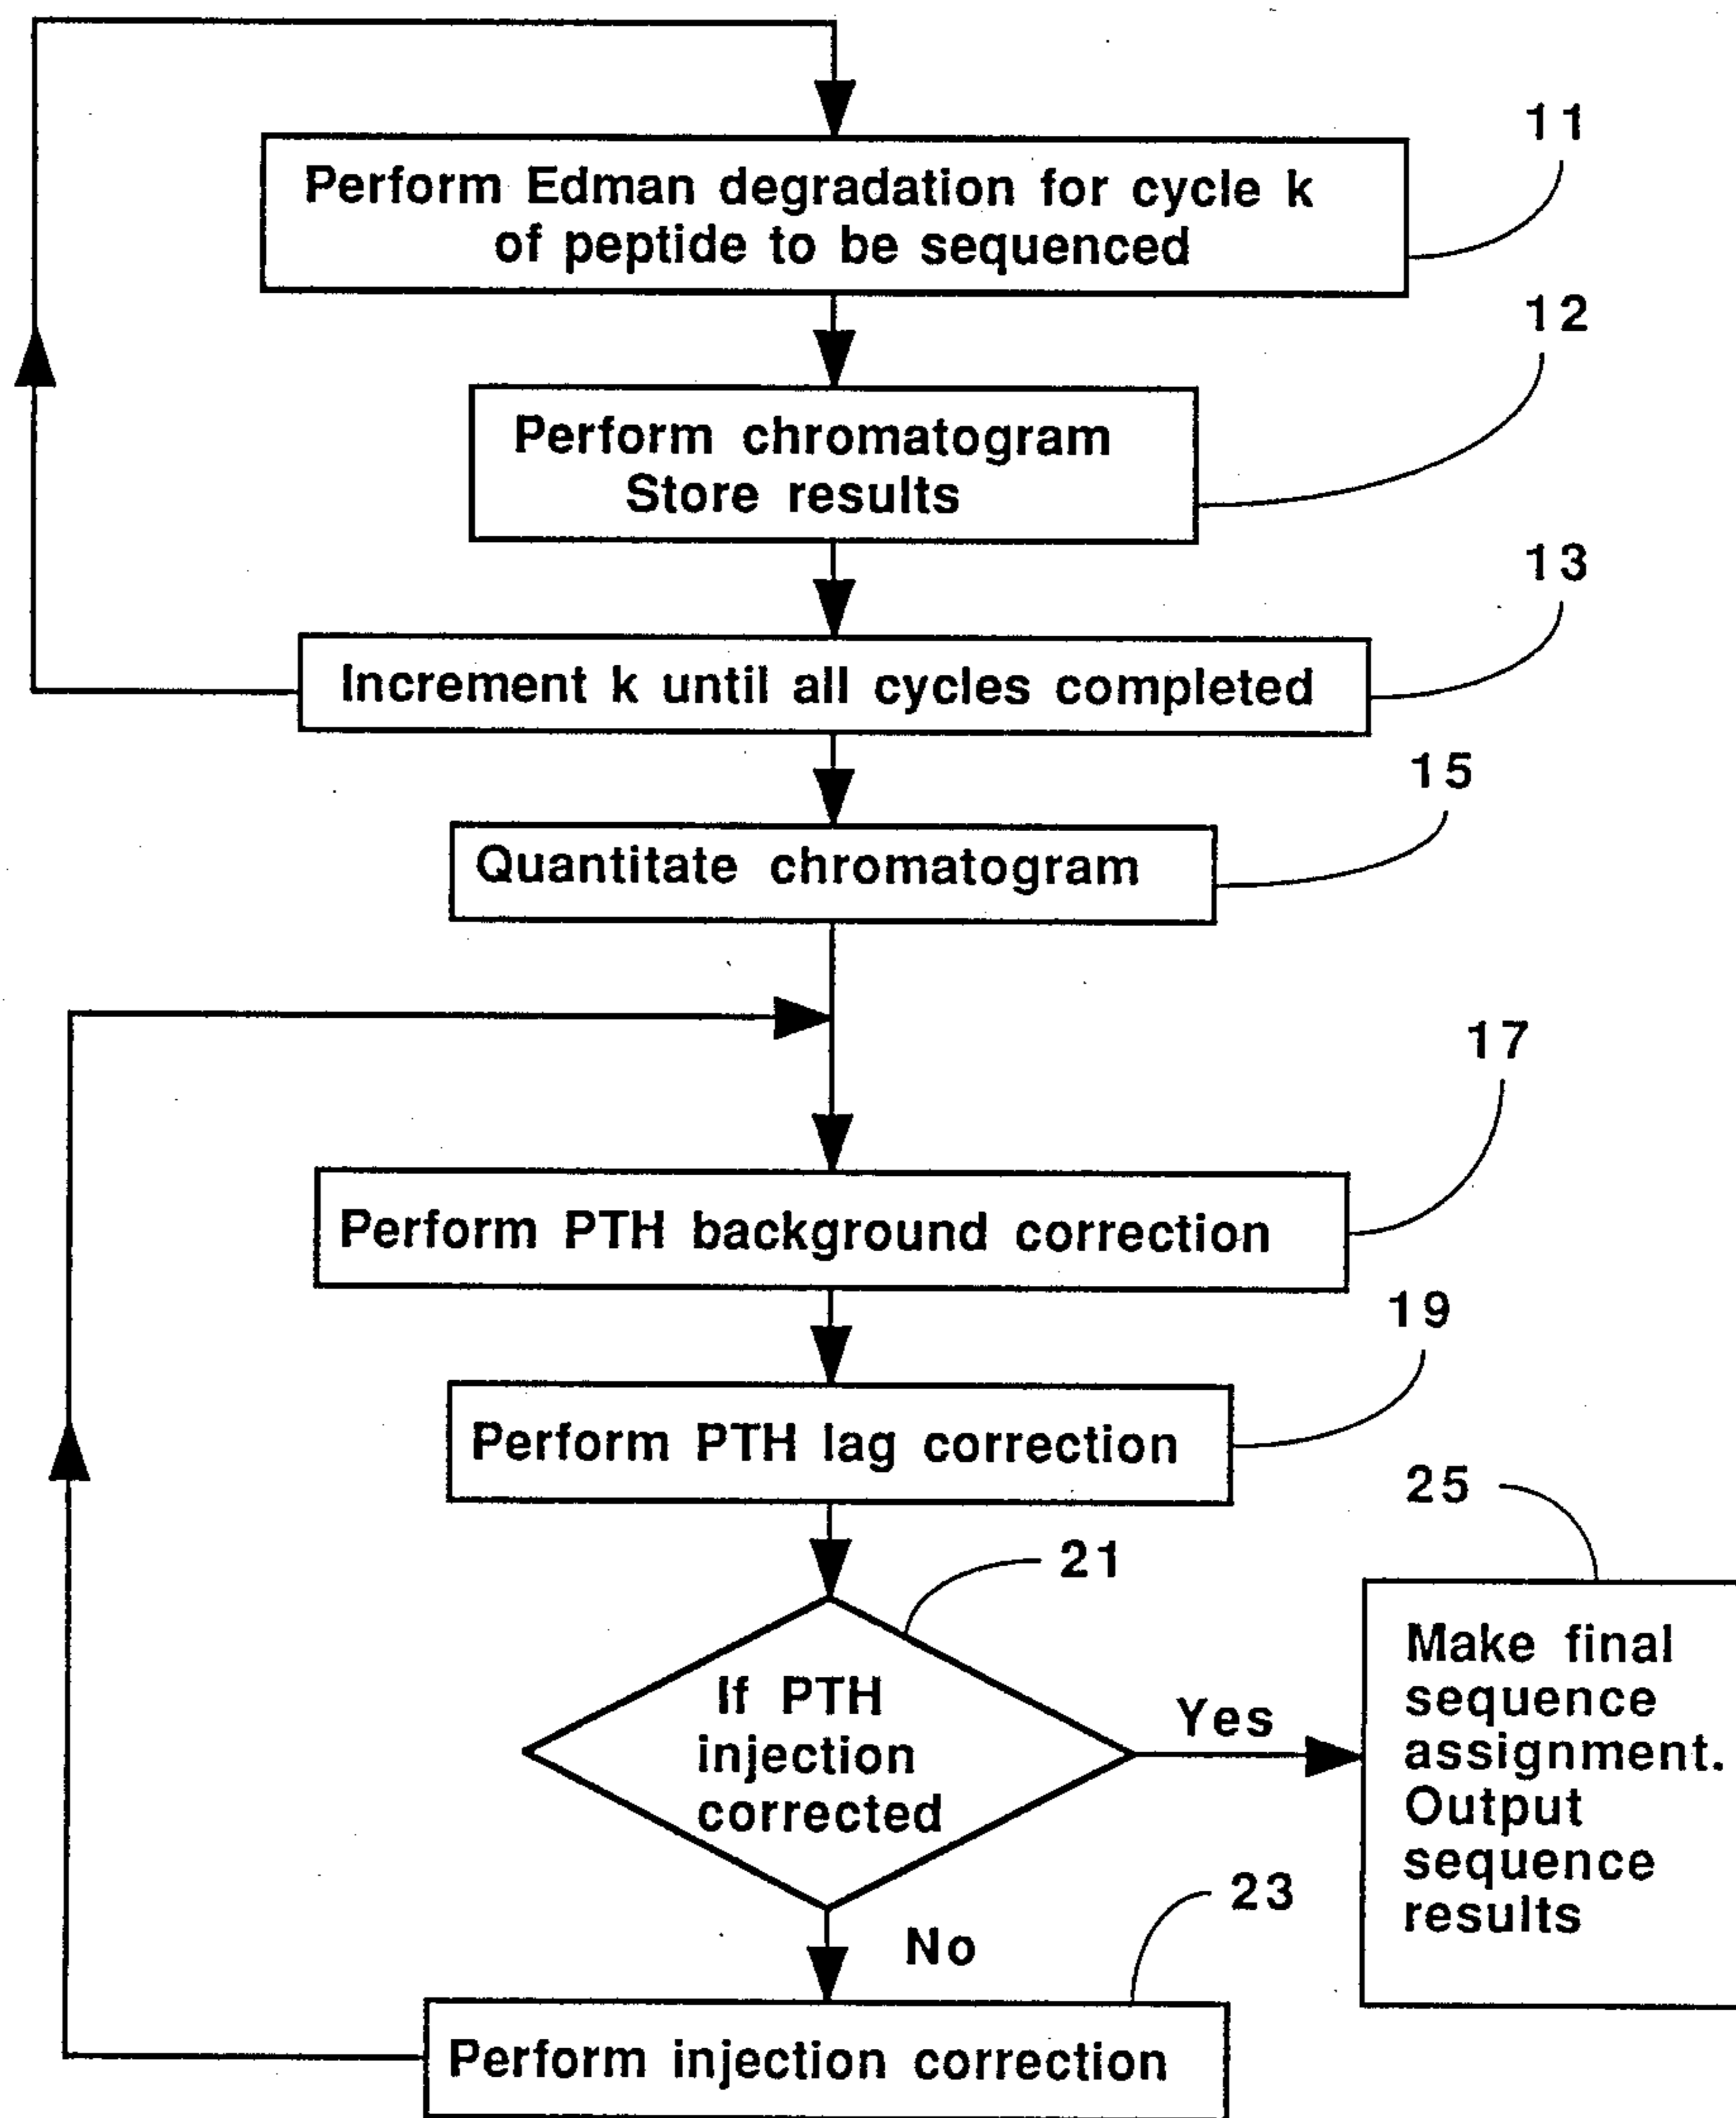 11
Perform Edman degradation for cycle k
of peptide to be sequenced
12
Perform chromatogram
Store results
13
Increment k until all cycles completed
15
Quantitate chromatogram
17
Perform PTH background correction
19
Perform PTH lag correction
21
If PTH
injection
corrected
Yes
25
Make final
sequence
assignment.
Output
sequence
results
No
23
Perform injection correction